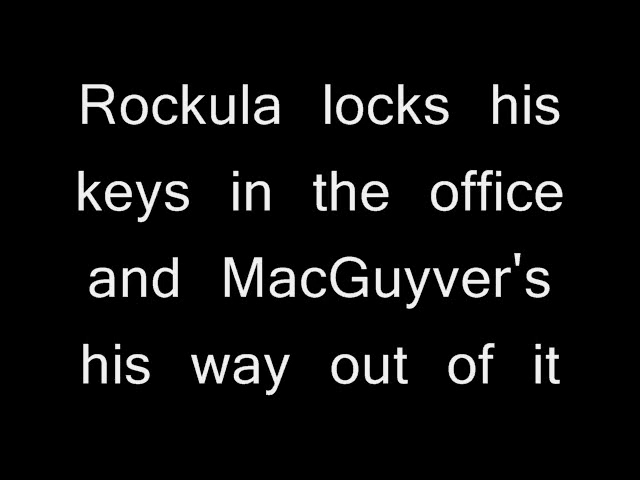 Rockula locks his
keys in the office
and MacGuyver's
his way out of it